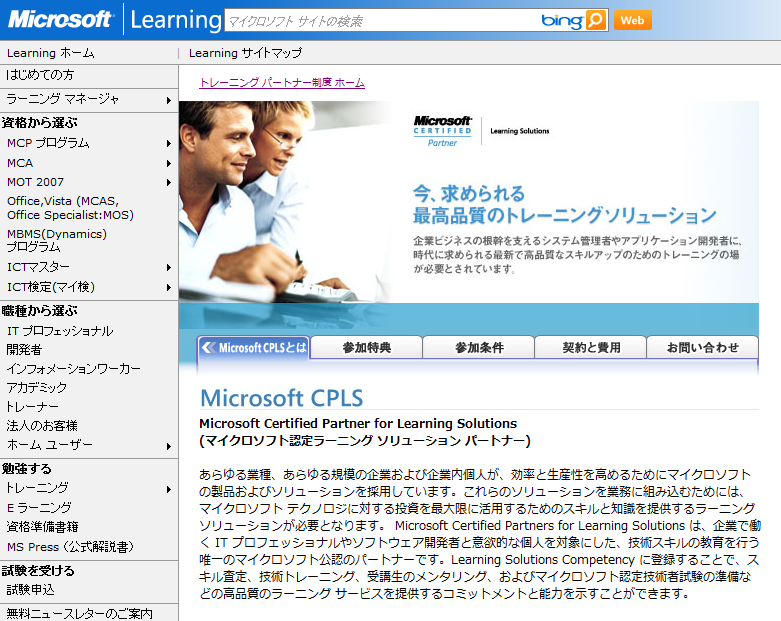 Microsoft Learning マイクロソフト サイトの検索 bing Web
Learning ホーム | Learning サイトマップ
はじめての方
ラーニング マネージャ
資格から選ぶ
MCP プログラム
MCA
MOT 2007
Office,Vista (MCAS,
Office Specialist:MOS)
MBMS(Dynamics)
プログラム
ICTマスター
ICT検定(マイ検)
職種から選ぶ
IT プロフェッショナル
開発者
インフォメーションワーカー
アカデミック
トレーナー
法人のお客様
ホーム ユーザー
勉強する
トレーニング
E ラーニング
資格準備書籍
MS Press (公式解説書)
試験を受ける
試験申込
無料ニュースレターのご案内
トレーニング パートナー制度 ホーム
Microsoft
CERTIFIED
Partner
Learning Solutions
今、求められる
最高品質のトレーニングソリューション
企業ビジネスの根幹を支えるシステム管理者やアプリケーション開発者に、
時代に求められる最新で高品質なスキルアップのためのトレーニングの場
が必要とされています。
Microsoft CPLSとは 参加特典 参加条件 契約と費用 お問い合わせ
Microsoft CPLS
Microsoft Certified Partner for Learning Solutions
(マイクロソフト認定ラーニング ソリューション パートナー)
あらゆる業種、あらゆる規模の企業および企業内個人が、効率と生産性を高めるためにマイクロソフト
の製品およびソリューションを採用しています。これらのソリューションを業務に組み込むためには、
マイクロソフト テクノロジに対する投資を最大限に活用するためのスキルと知識を提供するラーニング
ソリューションが必要となります。 Microsoft Certified Partners for Learning Solutions は、企業で働
く IT プロフェッショナルやソフトウェア開発者と意欲的な個人を対象にした、技術スキルの教育を行う
唯一のマイクロソフト公認のパートナーです。Learning Solutions Competency に登録することで、ス
キル査定、技術トレーニング、受講生のメンタリング、およびマイクロソフト認定技術者試験の準備な
どの高品質のラーニング サービスを提供するコミットメントと能力を示すことができます。